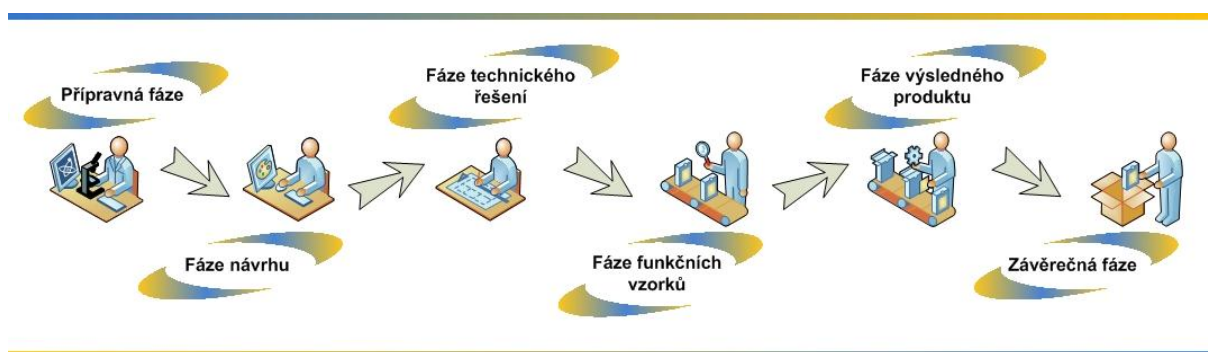 Přípravná fáze
Fáze návrhu
Fáze technického
řešení
Fáze funkčních
vzorků
Fáze výsledného
produktu
Závěrečná fáze